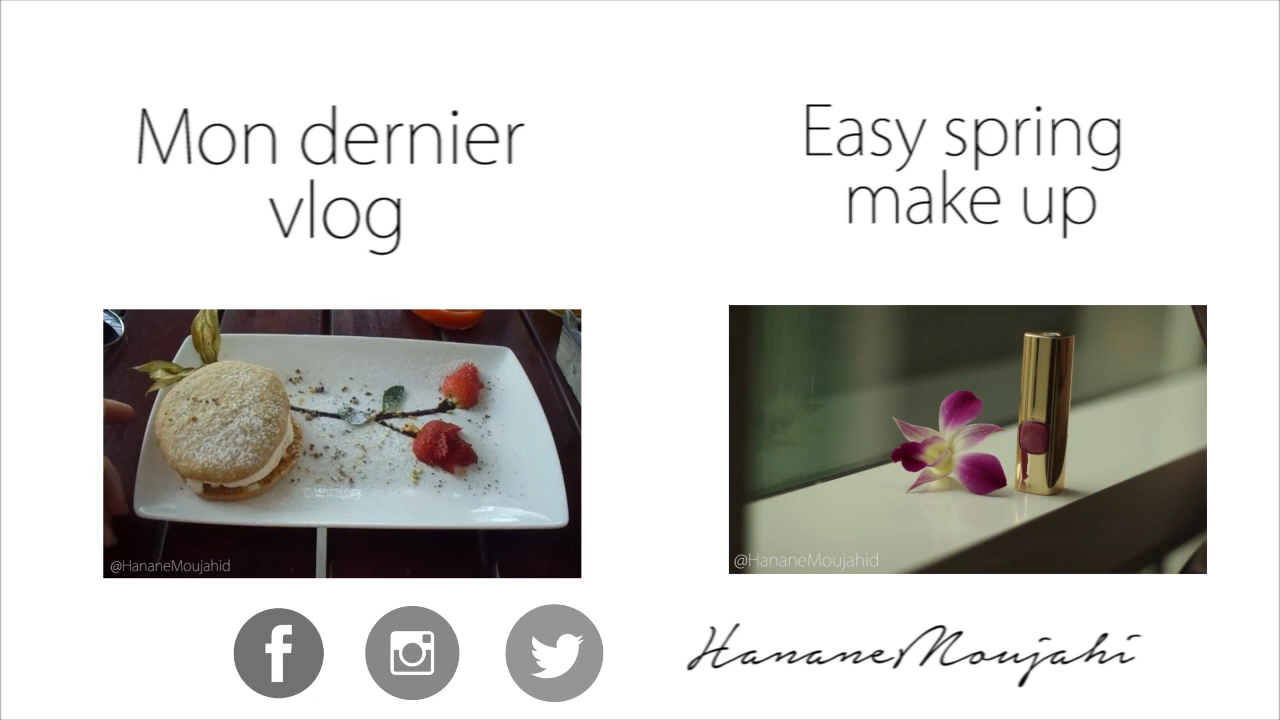 Mon dernier
vlog
Easy spring
make up
@HananeMoujahid
@HananeMoujahid
HananeMoujahi